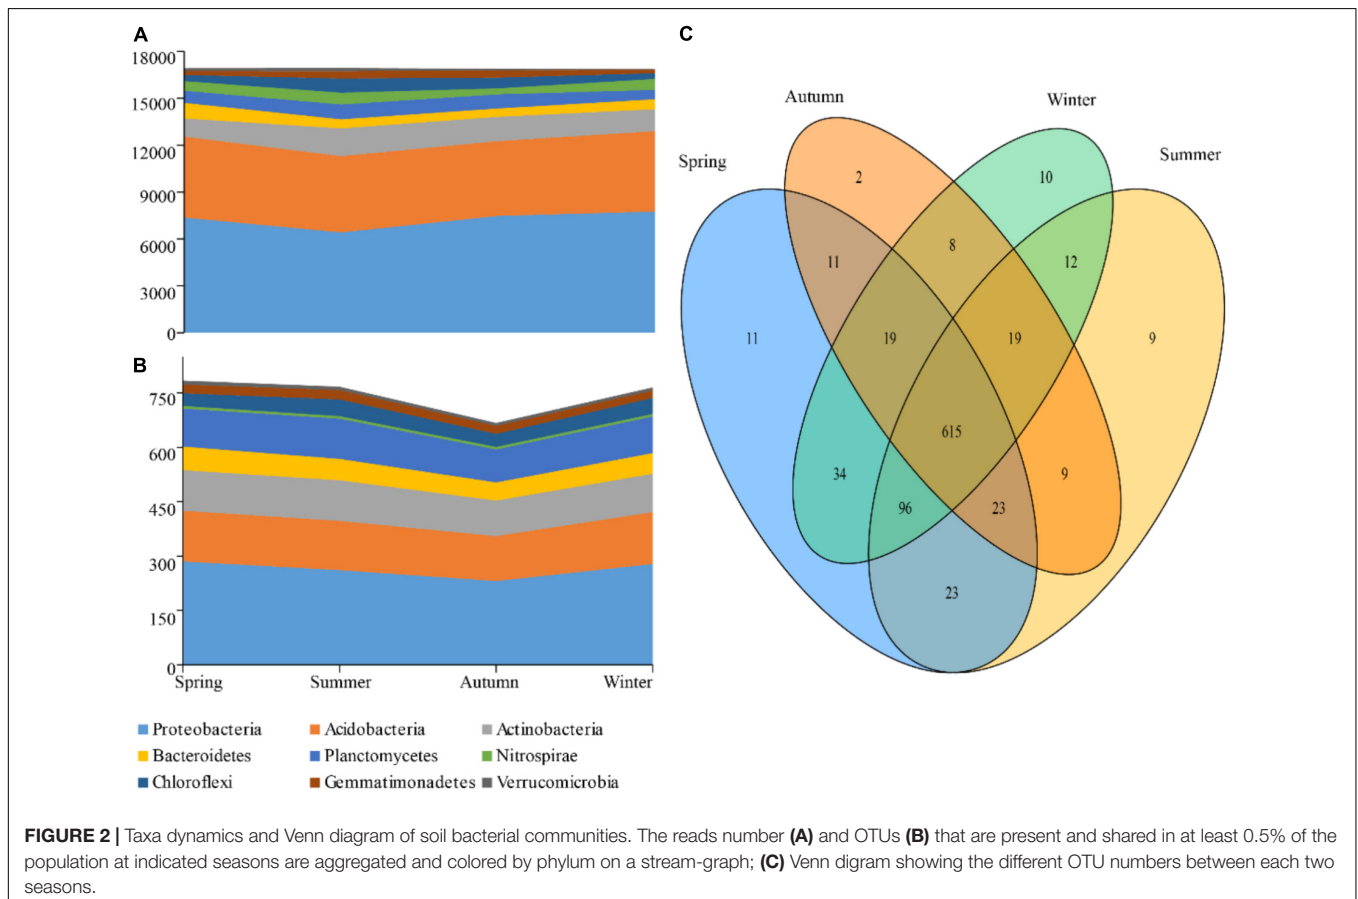 A
18000
15000
12000
9000
6000
3000
0
B
750
600
450
300
150
0
Spring Summer Autumn Winter
Proteobacteria Acidobacteria Actinobacteria
Bacteroidetes Planctomycetes Nitrospirae
Chloroflexi Gemmatimonadetes Verrucomicrobia
C
Autumn Winter
Spring Summer
2 10
8
11 12
11 19 19 9
615
34 9
96 23
23
FIGURE 2 | Taxa dynamics and Venn diagram of soil bacterial communities. The reads number (A) and OTUs (B) that are present and shared in at least 0.5% of the
population at indicated seasons are aggregated and colored by phylum on a stream-graph; (C) Venn digram showing the different OTU numbers between each two
seasons.